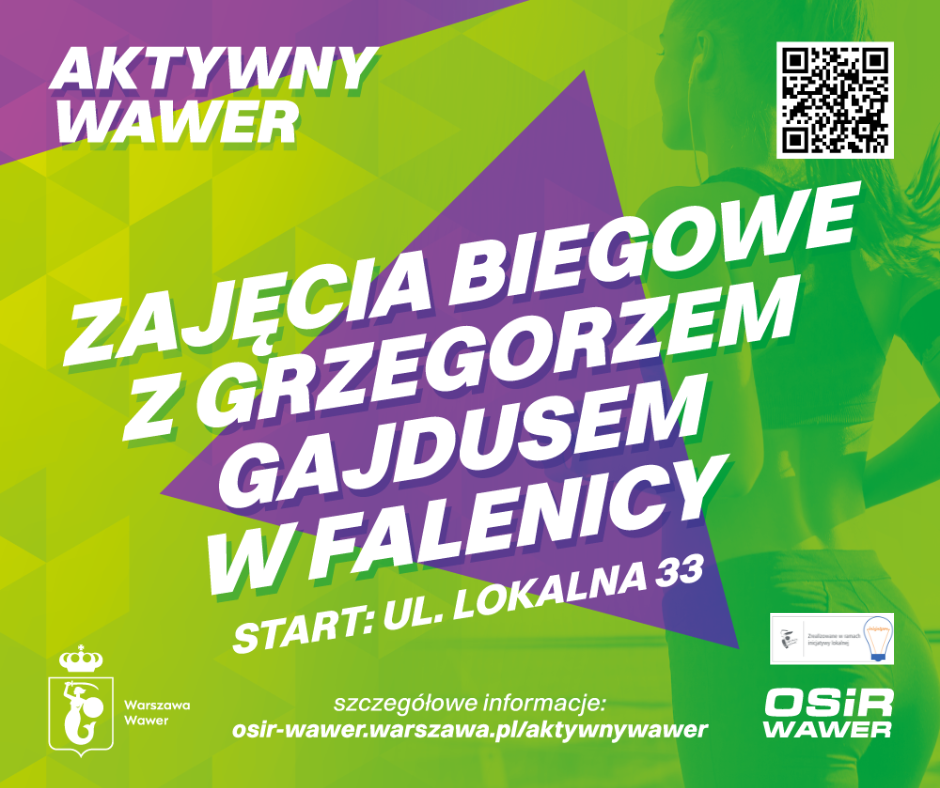 AKTYWNY
WAWER
ZAJĘCIA BIEGOWE
Z GRZEGORZEM
GAJDUSEM
W FALENICY
START: UL. LOKALNA 33
Zrealizowano w ramach
inicjatywy lokalnej
Warszawa
Wawer
szczegółowe informacje:
osir-wawer.warszawa.pl/aktywnywawer
OSiR
WAWER